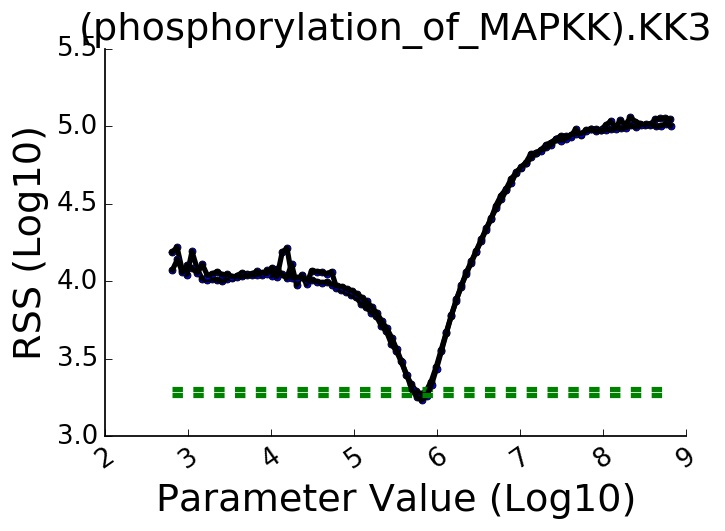 (phosphorylation_of_MAPKK).KK3
5.5
5.0
4.5
4.0
3.5
3.0
RSS (Log10)
2 3 4 5 6 7 8 9
Parameter Value (Log10)